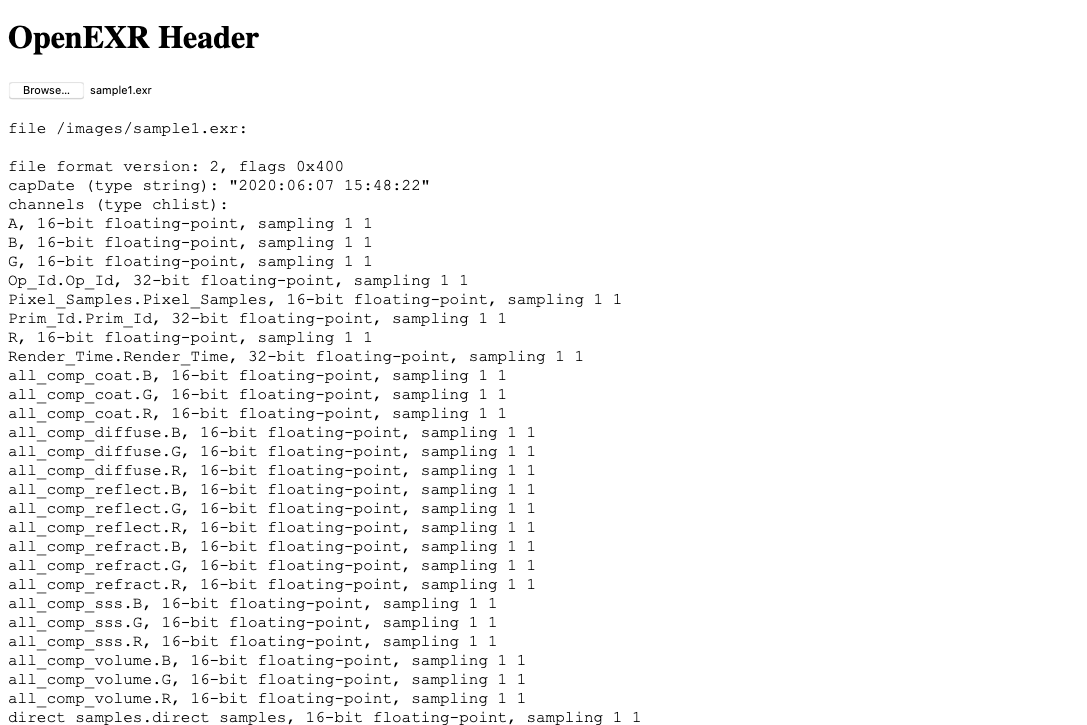 OpenEXR Header
Browse... sample1.exr
file /images/sample1.exr:
file format version: 2, flags 0x400
capDate (type string): "2020:06:07 15:48:22"
channels (type chlist):
A, 16-bit floating-point, sampling 1 1
B, 16-bit floating-point, sampling 1 1
G, 16-bit floating-point, sampling 1 1
Op_Id.Op_Id, 32-bit floating-point, sampling 1 1
Pixel_Samples.Pixel_Samples, 16-bit floating-point, sampling 1 1
Prim_Id.Prim_Id, 32-bit floating-point, sampling 1 1
R, 16-bit floating-point, sampling 1 1
Render_Time.Render_Time, 32-bit floating-point, sampling 1 1
all_comp_coat.B, 16-bit floating-point, sampling 1 1
all_comp_coat.G, 16-bit floating-point, sampling 1 1
all_comp_coat.R, 16-bit floating-point, sampling 1 1
all_comp_diffuse.B, 16-bit floating-point, sampling 1 1
all_comp_diffuse.G, 16-bit floating-point, sampling 1 1
all_comp_diffuse.R, 16-bit floating-point, sampling 1 1
all_comp_reflect.B, 16-bit floating-point, sampling 1 1
all_comp_reflect.G, 16-bit floating-point, sampling 1 1
all_comp_reflect.R, 16-bit floating-point, sampling 1 1
all_comp_refract.B, 16-bit floating-point, sampling 1 1
all_comp_refract.G, 16-bit floating-point, sampling 1 1
all_comp_refract.R, 16-bit floating-point, sampling 1 1
all_comp_sss.B, 16-bit floating-point, sampling 1 1
all_comp_sss.G, 16-bit floating-point, sampling 1 1
all_comp_sss.R, 16-bit floating-point, sampling 1 1
all_comp_volume.B, 16-bit floating-point, sampling 1 1
all_comp_volume.G, 16-bit floating-point, sampling 1 1
all_comp_volume.R, 16-bit floating-point, sampling 1 1
direct samples.direct samples, 16-bit floating-point, sampling 1 1